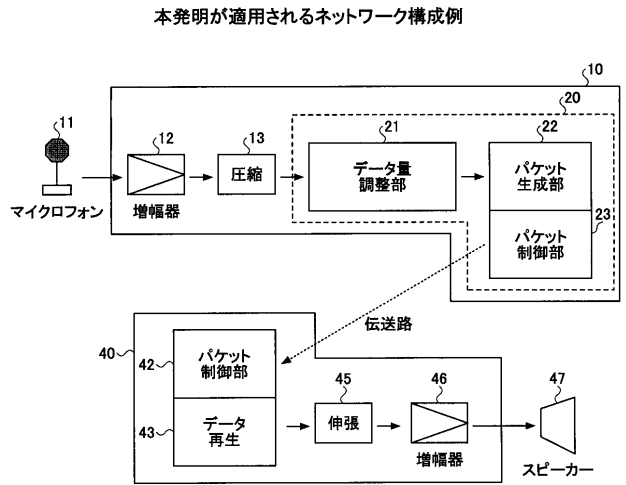 本発明が適用されるネットワーク構成例
10
20
11
12
13
21
22
圧縮
データ量
調整部
パケット
生成部
マイクロフォン
増幅器
23
パケット
制御部
伝送路
40
42
パケット
制御部
45
46
47
43
データ
再生
伸張
増幅器
スピーカー